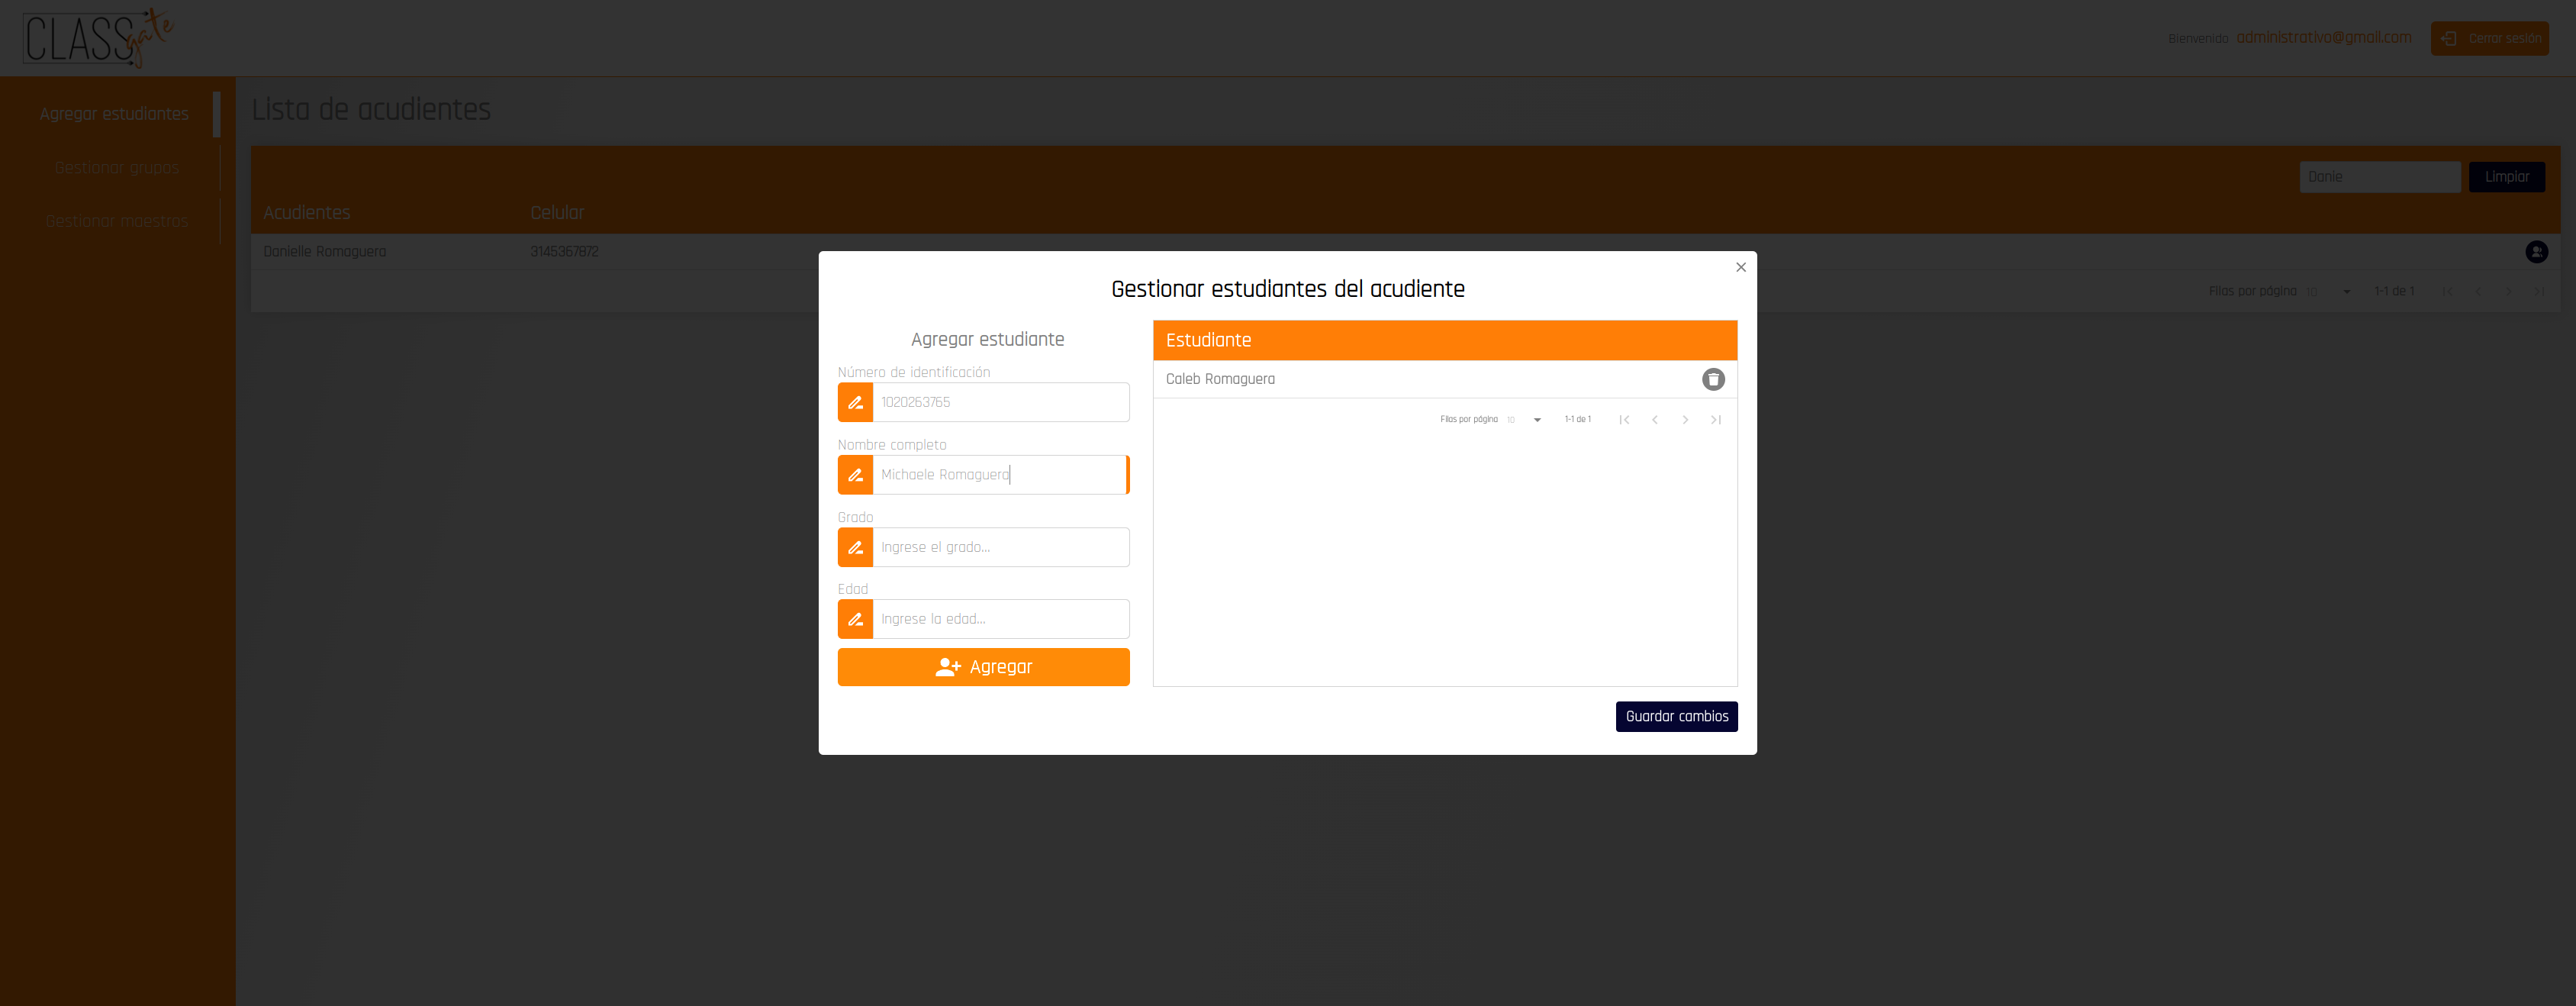 CLASSgate
Bienvenido administrativo@gmail.com Cerrar sesión
Agregar estudiantes
Gestionar grupos
Gestionar maestros
Lista de acudientes
Danie Limpiar
Acudientes Celular
Danielle Romaguera 3145367872
Filas por página 10 1-1 de 1
Gestionar estudiantes del acudiente
Agregar estudiante
Número de identificación
1020263765
Nombre completo
Michaele Romaguera
Grado
Ingrese el grado...
Edad
Ingrese la edad...
Agregar
Estudiante
Caleb Romaguera
Filas por página 10 1-1 de 1
Guardar cambios